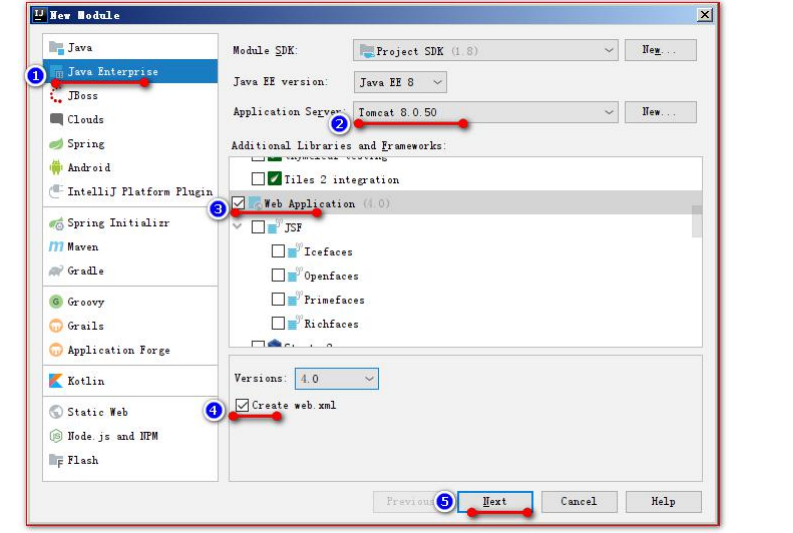 New Module
Java
Java Enterprise
JBoss
Clouds
Spring
Android
IntelliJ Platform Plugin
Spring Initializr
Maven
Gradle
Groovy
Grails
Application Forge
Kotlin
Static Web
Node.js and NPM
Flash
Module SDK: Project SDK (1.8) New...
Java EE version: Java EE 8
Application Server: Tomcat 8.0.50 New...
Additional Libraries and Frameworks:
Tiles 2 integration
Web Application (4.0)
JSF
Icefaces
Openfaces
Primefaces
Richfaces
Versions: 4.0
Create web.xml
Previous Next Cancel Help
1
2
3
4
5